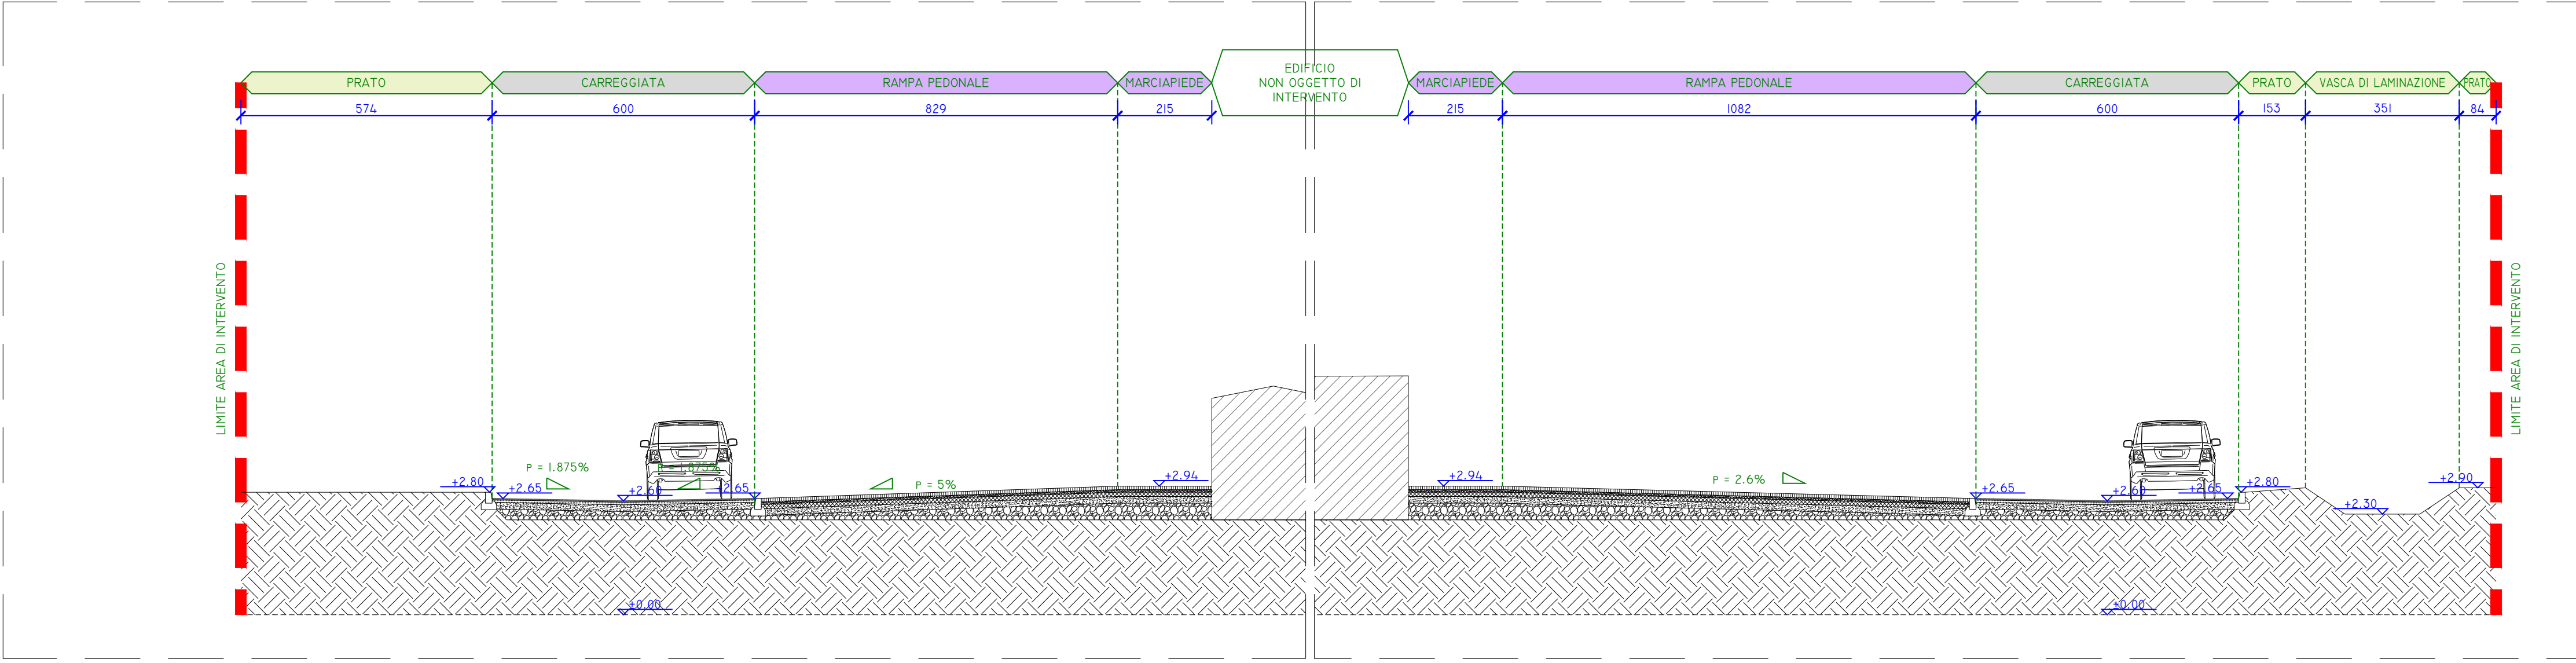 EDIFICIO
NON OGGETTO DI
INTERVENTO
PRATO CARREGGIATA RAMPA PEDONALE MARCIAPIEDE MARCIAPIEDE RAMPA PEDONALE CARREGGIATA PRATO VASCA DI LAMINAZIONE PRATO
574 600 829 215 215 1082 600 153 351 84
LIMITE AREA DI INTERVENTO
LIMITE AREA DI INTERVENTO
P = 1.875% P = 1.875%
P = 5%
P = 2.6%
+2.80 +2.65 +2.60 +2.65 +2.94 +2.94 +2.65 +2.60 +2.65 +2.80 +2.30 +2.90
+0.00 +0.00